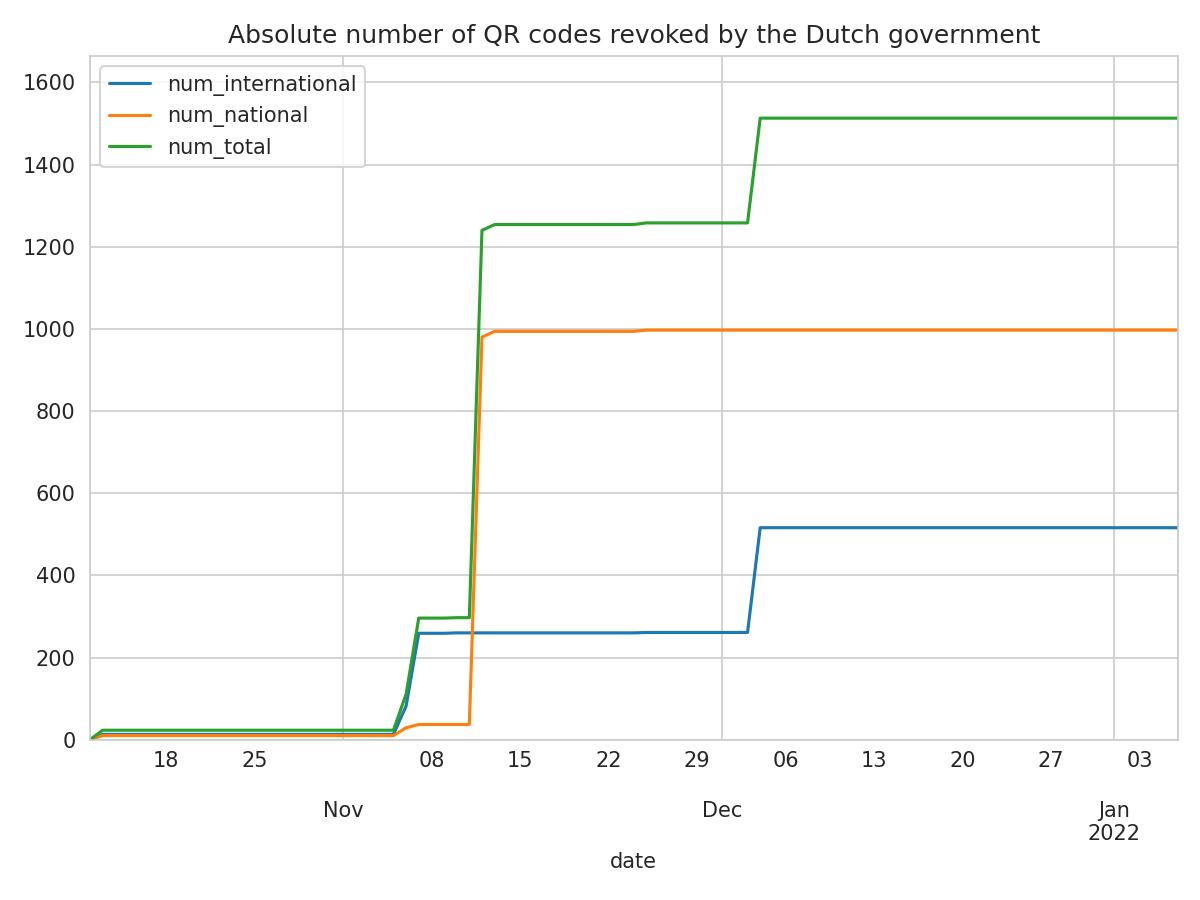 Absolute number of QR codes revoked by the Dutch government
num_international
num_national
num_total
1600
1400
1200
1000
800
600
400
200
0
18 25 08 15 22 29 06 13 20 27 03
Nov Dec Jan
2022
date